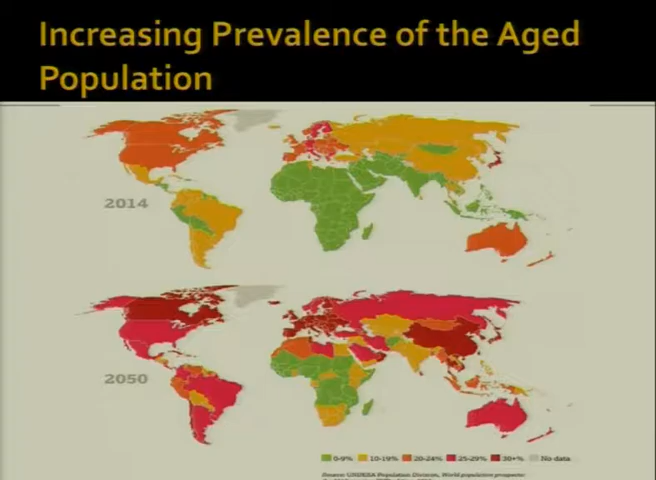 Increasing Prevalence of the Aged
Population
2014
2050
0-9% 10-19% 20-24% 25-29% 30+% No data
Source: UNDESA Population Division, World population prospects: